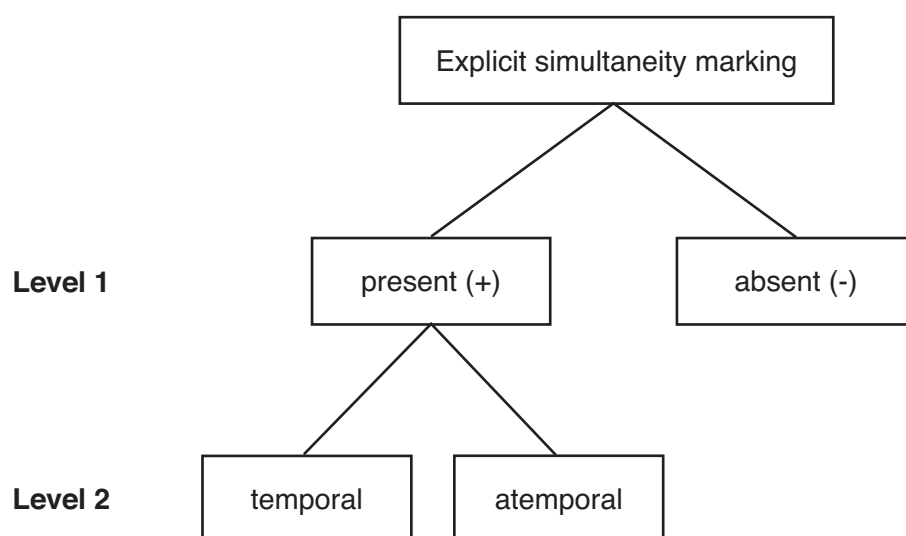 Explicit simultaneity marking
Level 1
present (+)
absent (-)
Level 2
temporal
atemporal